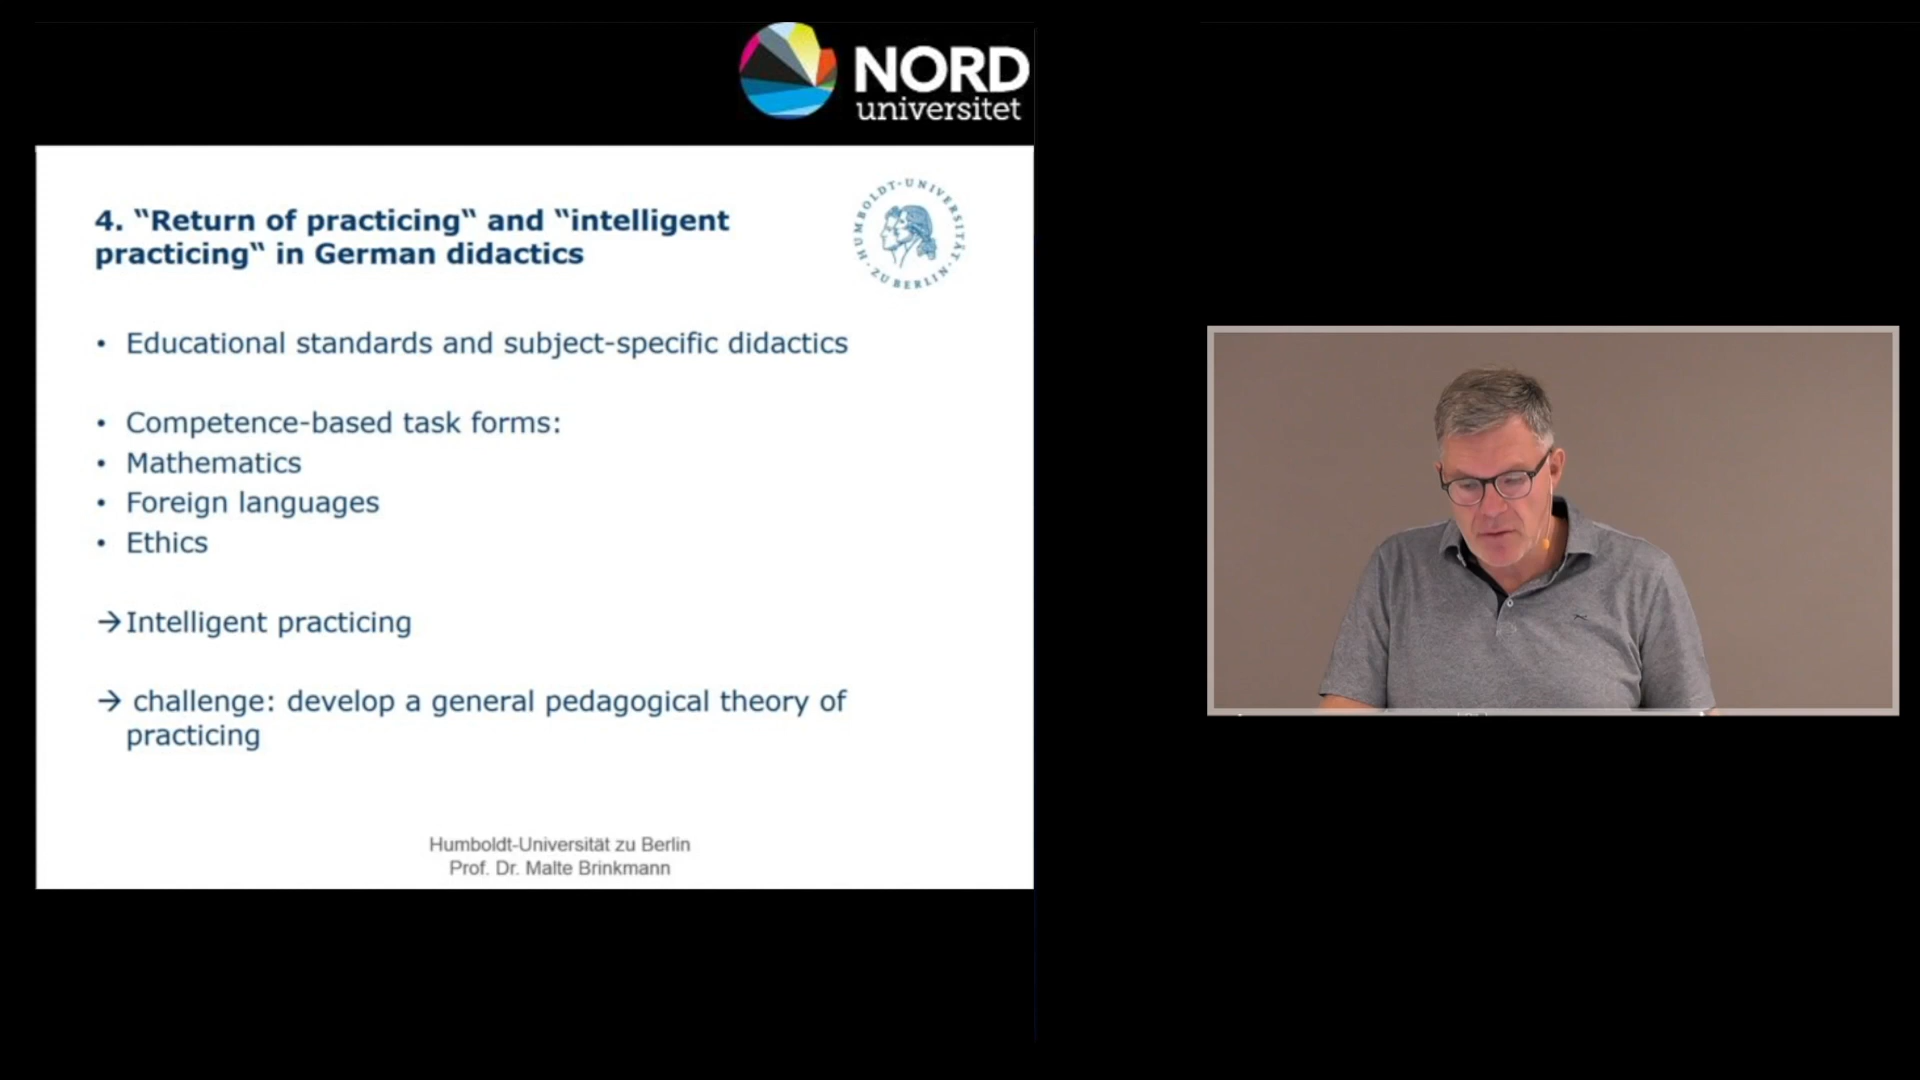 NORD
universitet
HUMBOLDT-UNIVERSITÄT · ZU BERLIN ·
4. “Return of practicing“ and “intelligent
practicing“ in German didactics
• Educational standards and subject-specific didactics
• Competence-based task forms:
• Mathematics
• Foreign languages
• Ethics
→Intelligent practicing
→ challenge: develop a general pedagogical theory of
practicing
Humboldt-Universität zu Berlin
Prof. Dr. Malte Brinkmann